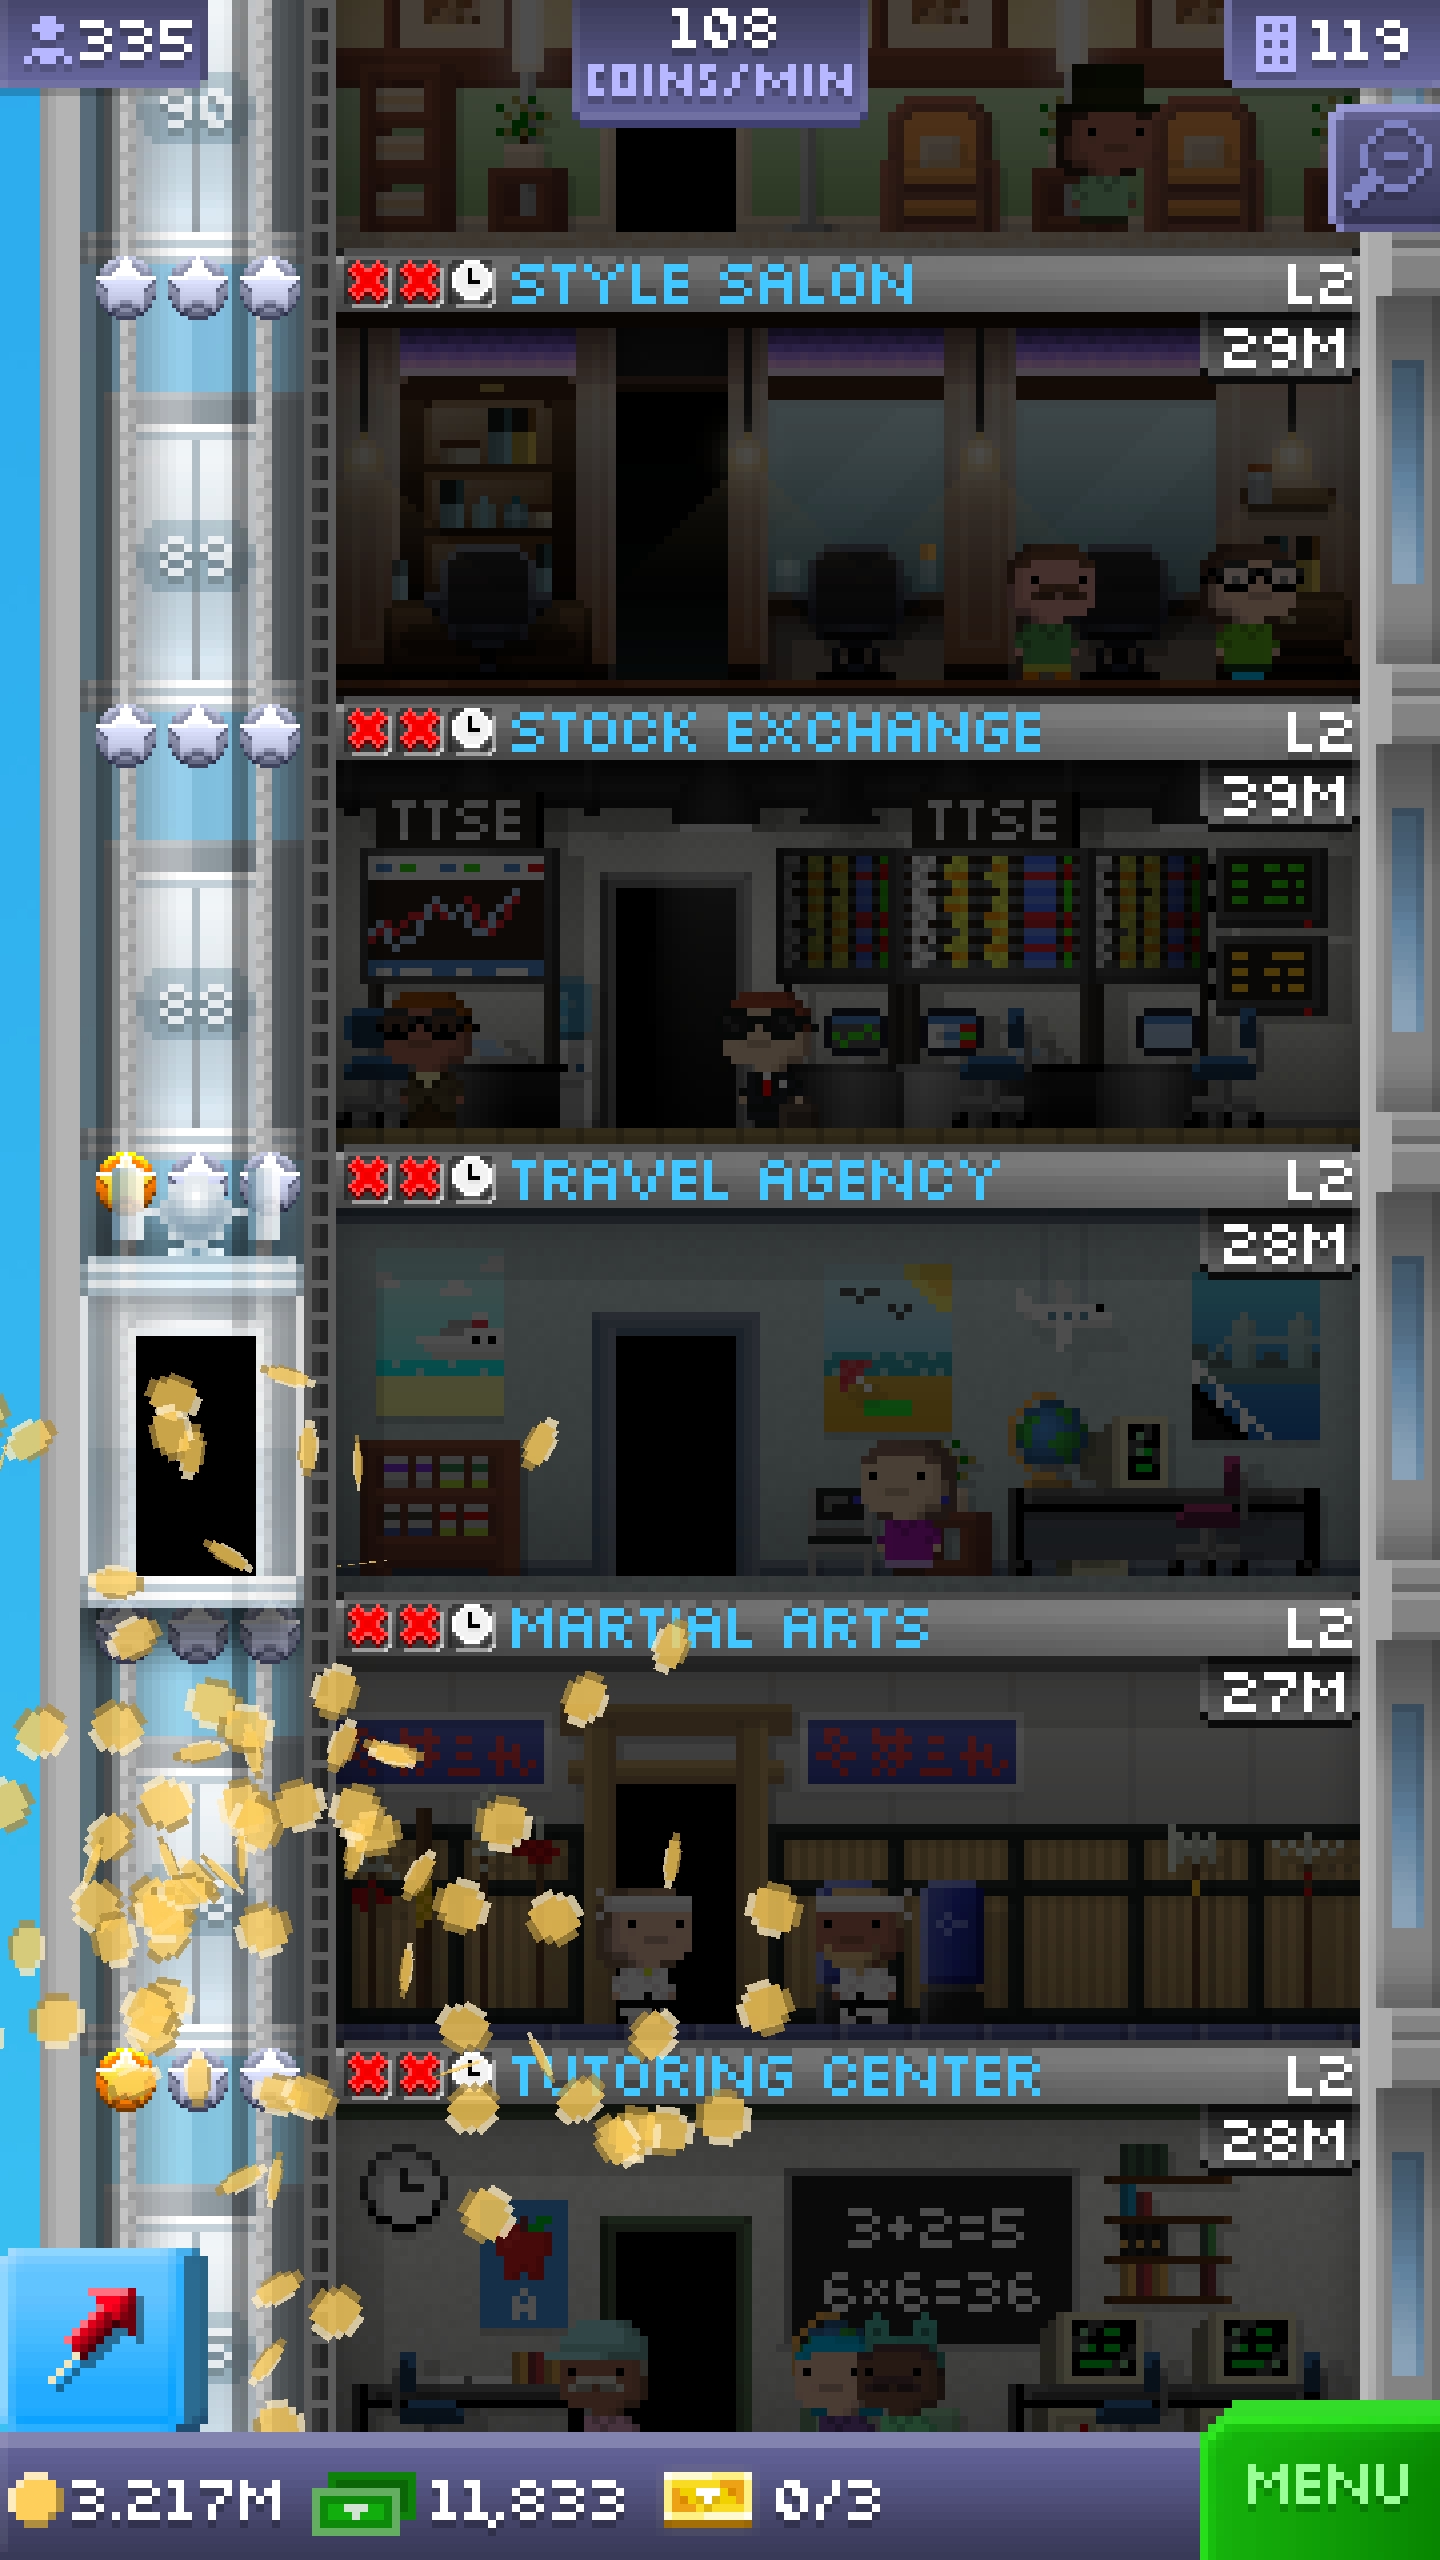 335
108
COINS/MIN
119
90
STYLE SALON
L2
29M
89
STOCK EXCHANGE
L2
39M
TTSE
TTSE
88
TRAVEL AGENCY
L2
28M
MARTIAL ARTS
L2
27M
TUTORING CENTER
L2
28M
3+2=5
6×6=36
A
3.217M
11,833
0/3
MENU